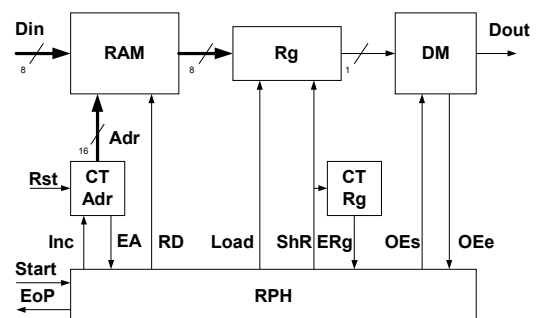 Din
8
RAM
8
Rg
1
DM
Dout
16
Adr
Rst
CT
Adr
CT
Rg
Inc
EA
RD
Load
ShR
ERg
OEs
OEe
Start
EoP
RPH